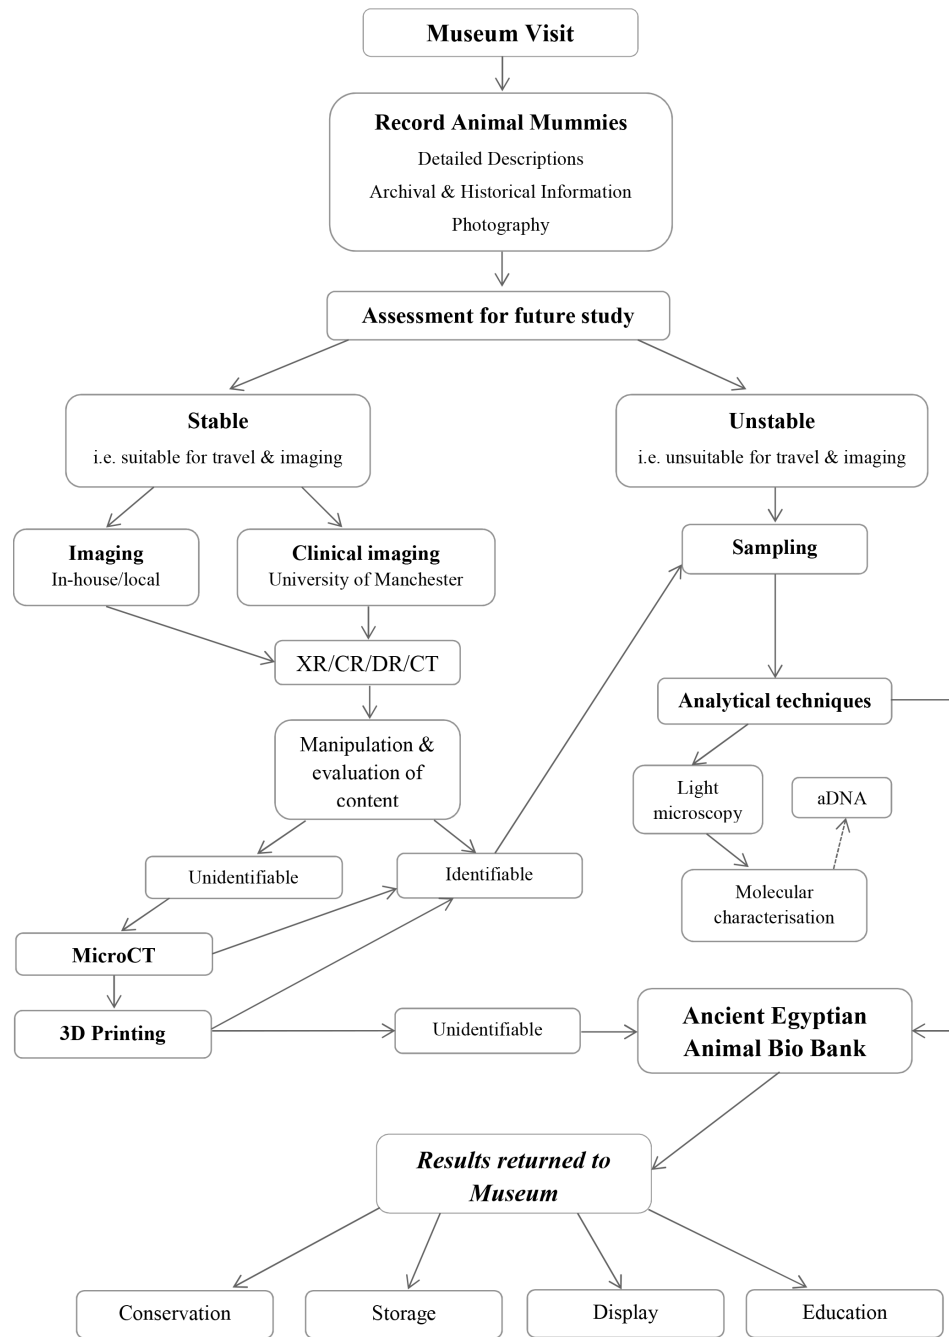 Museum Visit
Record Animal Mummies
Detailed Descriptions
Archival & Historical Information
Photography
Assessment for future study
Stable
i.e. suitable for travel & imaging
Unstable
i.e. unsuitable for travel & imaging
Imaging
In-house/local
Clinical imaging
University of Manchester
Sampling
XR/CR/DR/CT
Analytical techniques
Manipulation &
evaluation of
content
Light
microscopy
aDNA
Unidentifiable
Identifiable
Molecular
characterisation
MicroCT
3D Printing
Unidentifiable
Ancient Egyptian
Animal Bio Bank
Results returned to
Museum
Conservation
Storage
Display
Education